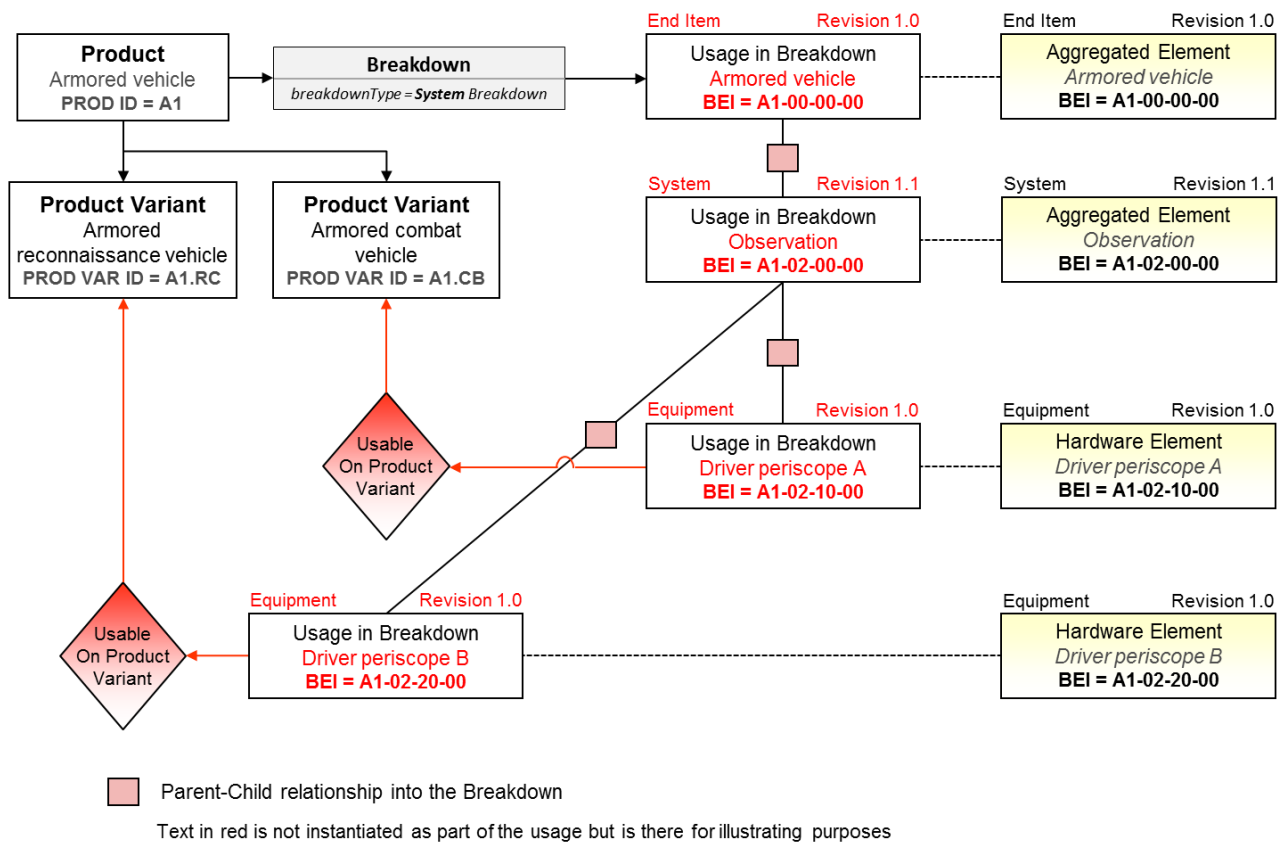 End Item Revision 1.0
End Item Revision 1.0
Product
Armored vehicle
PROD ID = A1
Breakdown
breakdownType = System Breakdown
Usage in Breakdown
Armored vehicle
BEI = A1-00-00-00
Aggregated Element
Armored vehicle
BEI = A1-00-00-00
Product Variant
Armored
reconnaissance vehicle
PROD VAR ID = A1.RC
Product Variant
Armored combat
vehicle
PROD VAR ID = A1.CB
System Revision 1.1
Usage in Breakdown
Observation
BEI = A1-02-00-00
System Revision 1.1
Aggregated Element
Observation
BEI = A1-02-00-00
Usable
On Product
Variant
Equipment Revision 1.0
Usage in Breakdown
Driver periscope A
BEI = A1-02-10-00
Equipment Revision 1.0
Hardware Element
Driver periscope A
BEI = A1-02-10-00
Usable
On Product
Variant
Equipment Revision 1.0
Usage in Breakdown
Driver periscope B
BEI = A1-02-20-00
Equipment Revision 1.0
Hardware Element
Driver periscope B
BEI = A1-02-20-00
Parent-Child relationship into the Breakdown
Text in red is not instantiated as part of the usage but is there for illustrating purposes